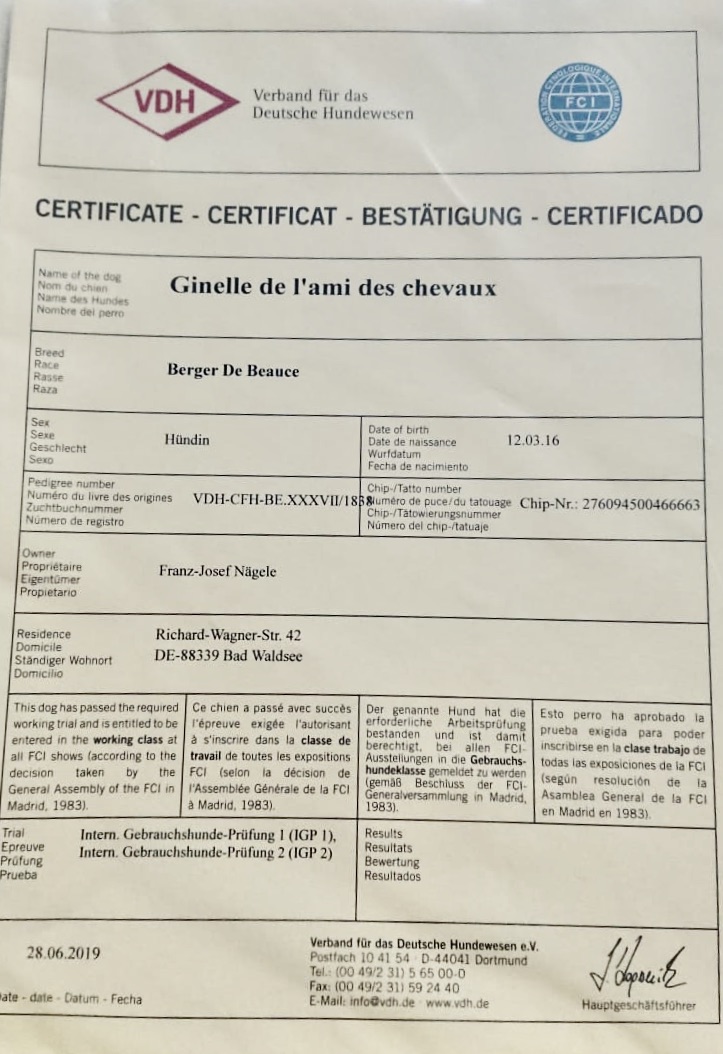 VDH
Verband für das
Deutsche Hundewesen
FEDERATION CYNOLOGIQUE INTERNATIONALE
FCI
CERTIFICATE - CERTIFICAT - BESTÄTIGUNG - CERTIFICADO
Name of the dog
Nom du chien
Name des Hundes
Nombre del perro
Ginelle de l'ami des chevaux
Breed
Race
Rasse
Raza
Berger De Beauce
Sex
Sexe
Geschlecht
Sexo
Hündin
Date of birth
Date de naissance
Wurfdatum
Fecha de nacimiento
12.03.16
Pedigree number
Numéro du livre des origines
Zuchtbuchnummer
Número de registro
VDH-CFH-BE.XXXVII/1838
Chip-/Tatto number
Numéro de puce/du tatouage
Chip-/Tätowierungsnummer
Número del chip-/tatuaje
Chip-Nr.: 276094500466663
Owner
Propriétaire
Eigentümer
Propietario
Franz-Josef Nägele
Residence
Domicile
Ständiger Wohnort
Domicilio
Richard-Wagner-Str. 42
DE-88339 Bad Waldsee
This dog has passed the required
working trial and is entitled to be
entered in the working class at
all FCI shows (according to the
decision taken by the
General Assembly of the FCI in
Madrid, 1983).
Ce chien a passé avec succès
l'épreuve exigée l'autorisant
à s'inscrire dans la classe de
travail de toutes les expositions
FCI (selon la décision de
l'Assemblée Générale de la FCI
à Madrid, 1983).
Der genannte Hund hat die
erforderliche Arbeitsprüfung
bestanden und ist damit
berechtigt, bei allen FCI-
Ausstellungen in die Gebrauchs-
hundeklasse gemeldet zu werden
(gemäß Beschluss der FCI-
Generalversammlung in Madrid,
1983).
Esto perro ha aprobado la
prueba exigida para poder
inscribirse en la clase trabajo de
todas las exposiciones de la FCI
(según resolución de la
Asamblea General de la FCI
en Madrid en 1983).
Trial
Epreuve
Prüfung
Prueba
Intern. Gebrauchshunde-Prüfung 1 (IGP 1),
Intern. Gebrauchshunde-Prüfung 2 (IGP 2)
Results
Resultats
Bewertung
Resultados
28.06.2019
ate - date - Datum - Fecha
Verband für das Deutsche Hundewesen e.V.
Postfach 10 41 54 · D-44041 Dortmund
Tel.: (00 49/2 31) 5 65 00-0
Fax: (00 49/2 31) 59 24 40
E-Mail: info@vdh.de · www.vdh.de
Hauptgeschäftsführer